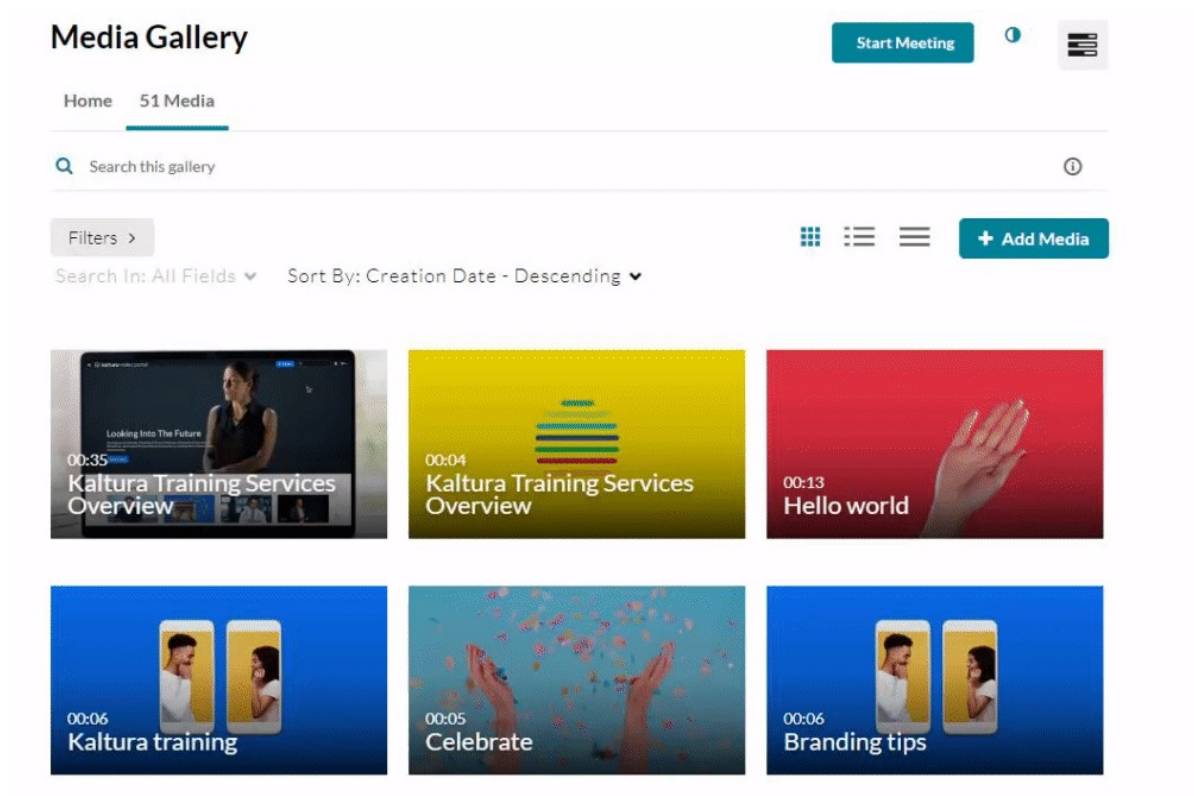 Media Gallery
Start Meeting
Home
51 Media
Search this gallery
Filters >
+ Add Media
Search In: All Fields
Sort By: Creation Date - Descending
Looking Into The Future
00:35
Kaltura Training Services
Overview
00:04
Kaltura Training Services
Overview
00:13
Hello world
00:06
Kaltura training
00:05
Celebrate
00:06
Branding tips